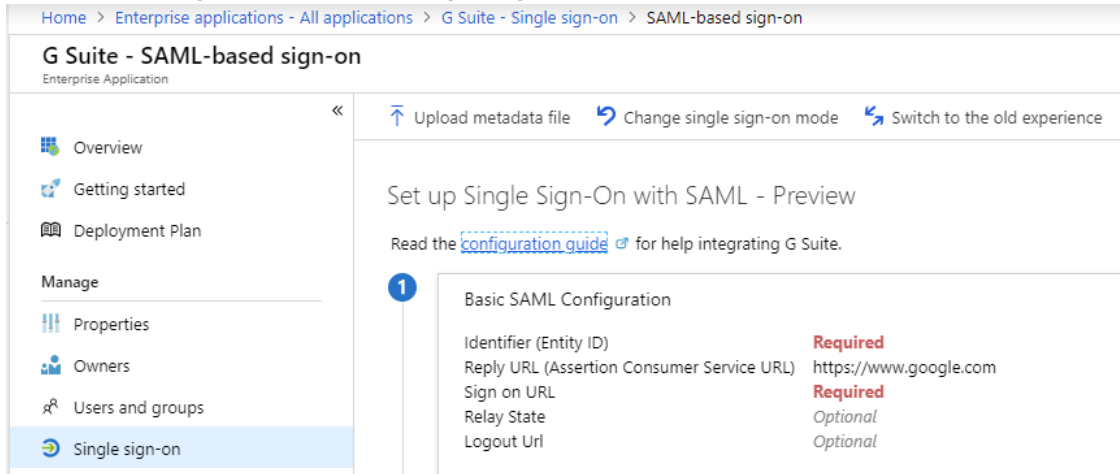 Home > Enterprise applications - All applications > G Suite - Single sign-on > SAML-based sign-on
G Suite - SAML-based sign-on
Enterprise Application
«
Overview
Getting started
Deployment Plan
Manage
Properties
Owners
Users and groups
Single sign-on
Upload metadata file Change single sign-on mode Switch to the old experience
Set up Single Sign-On with SAML - Preview
Read the configuration guide for help integrating G Suite.
1
Basic SAML Configuration
Identifier (Entity ID) Required
Reply URL (Assertion Consumer Service URL) https://www.google.com
Sign on URL Required
Relay State Optional
Logout Url Optional